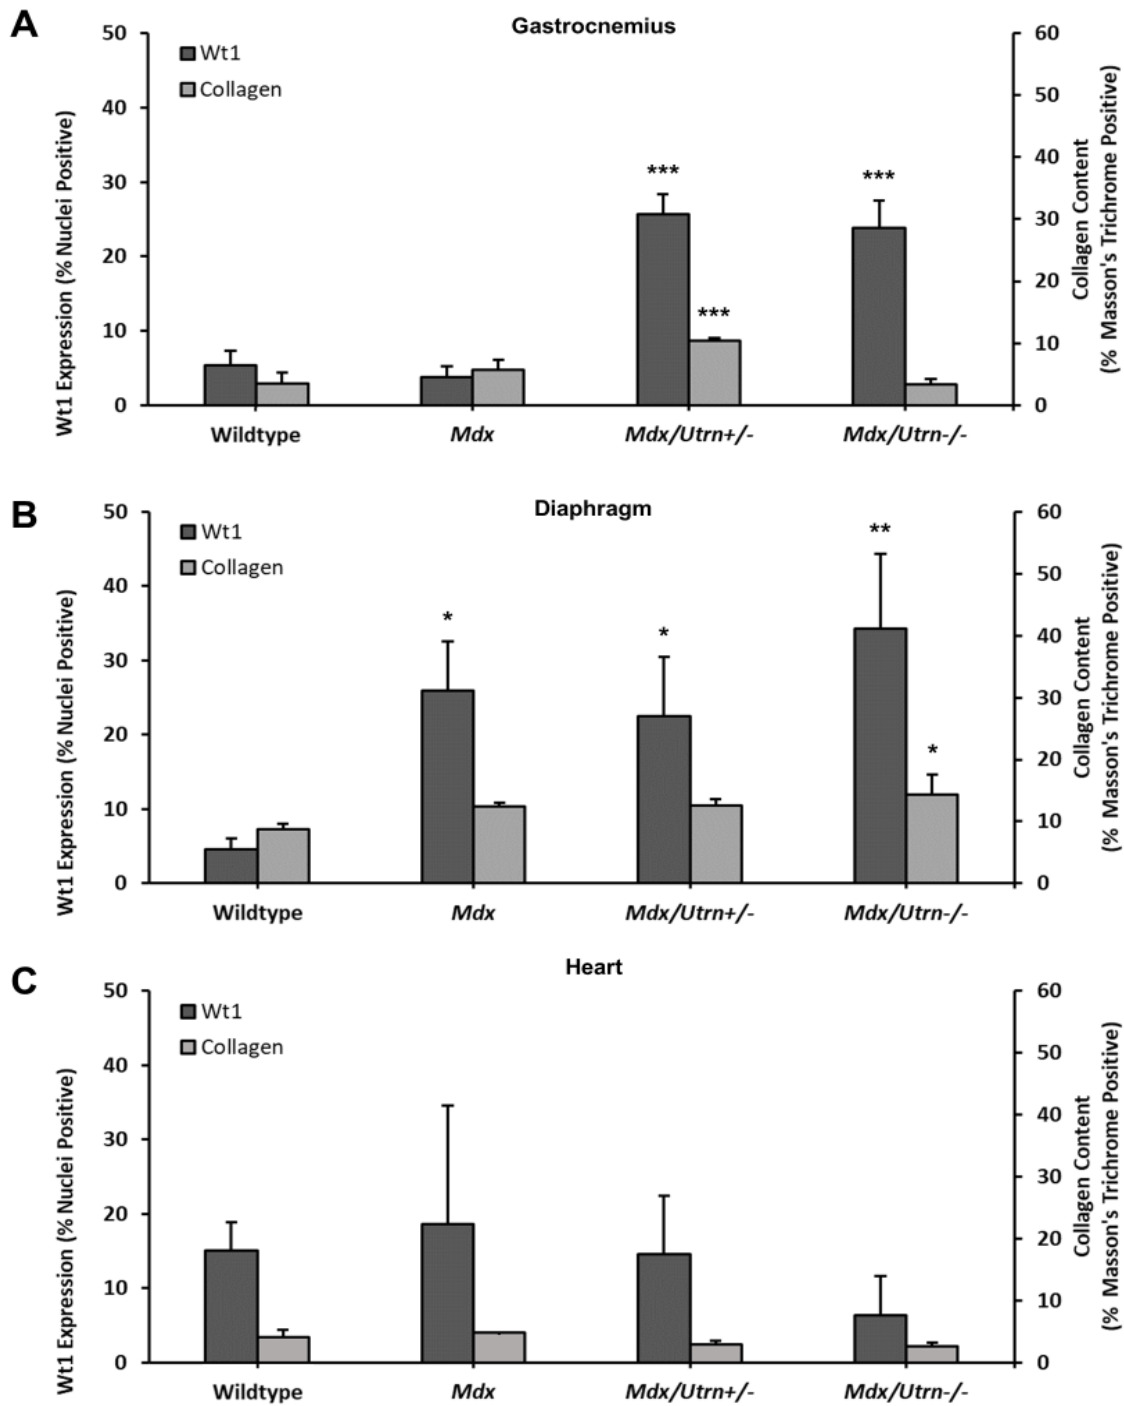 A
Gastrocnemius
Wt1 Expression (% Nuclei Positive)
50
40
30
20
10
0
Wt1
Collagen
***
***
***
60
50
40
30
20
10
0
Collagen Content
(% Masson's Trichrome Positive)
Wildtype
Mdx
Mdx/Utrn+/-
Mdx/Utrn-/-
B
Diaphragm
Wt1 Expression (% Nuclei Positive)
50
40
30
20
10
0
Wt1
Collagen
*
*
**
*
60
50
40
30
20
10
0
Collagen Content
(% Masson's Trichrome Positive)
Wildtype
Mdx
Mdx/Utrn+/-
Mdx/Utrn-/-
C
Heart
Wt1 Expression (% Nuclei Positive)
50
40
30
20
10
0
Wt1
Collagen
60
50
40
30
20
10
0
Collagen Content
(% Masson's Trichrome Positive)
Wildtype
Mdx
Mdx/Utrn+/-
Mdx/Utrn-/-